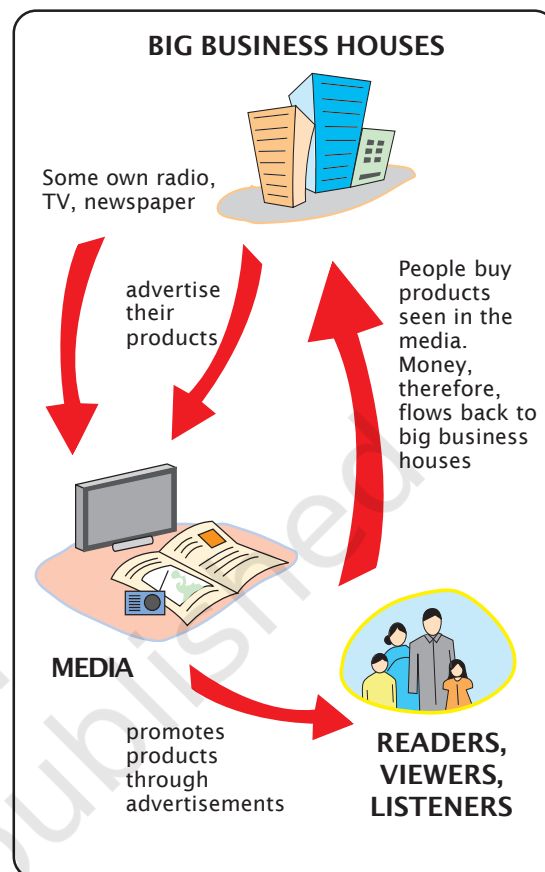 BIG BUSINESS HOUSES
Some own radio,
TV, newspaper
advertise
their
products
People buy
products
seen in the
media.
Money,
therefore,
flows back to
big business
houses
MEDIA
promotes
products
through
advertisements
READERS,
VIEWERS,
LISTENERS
published